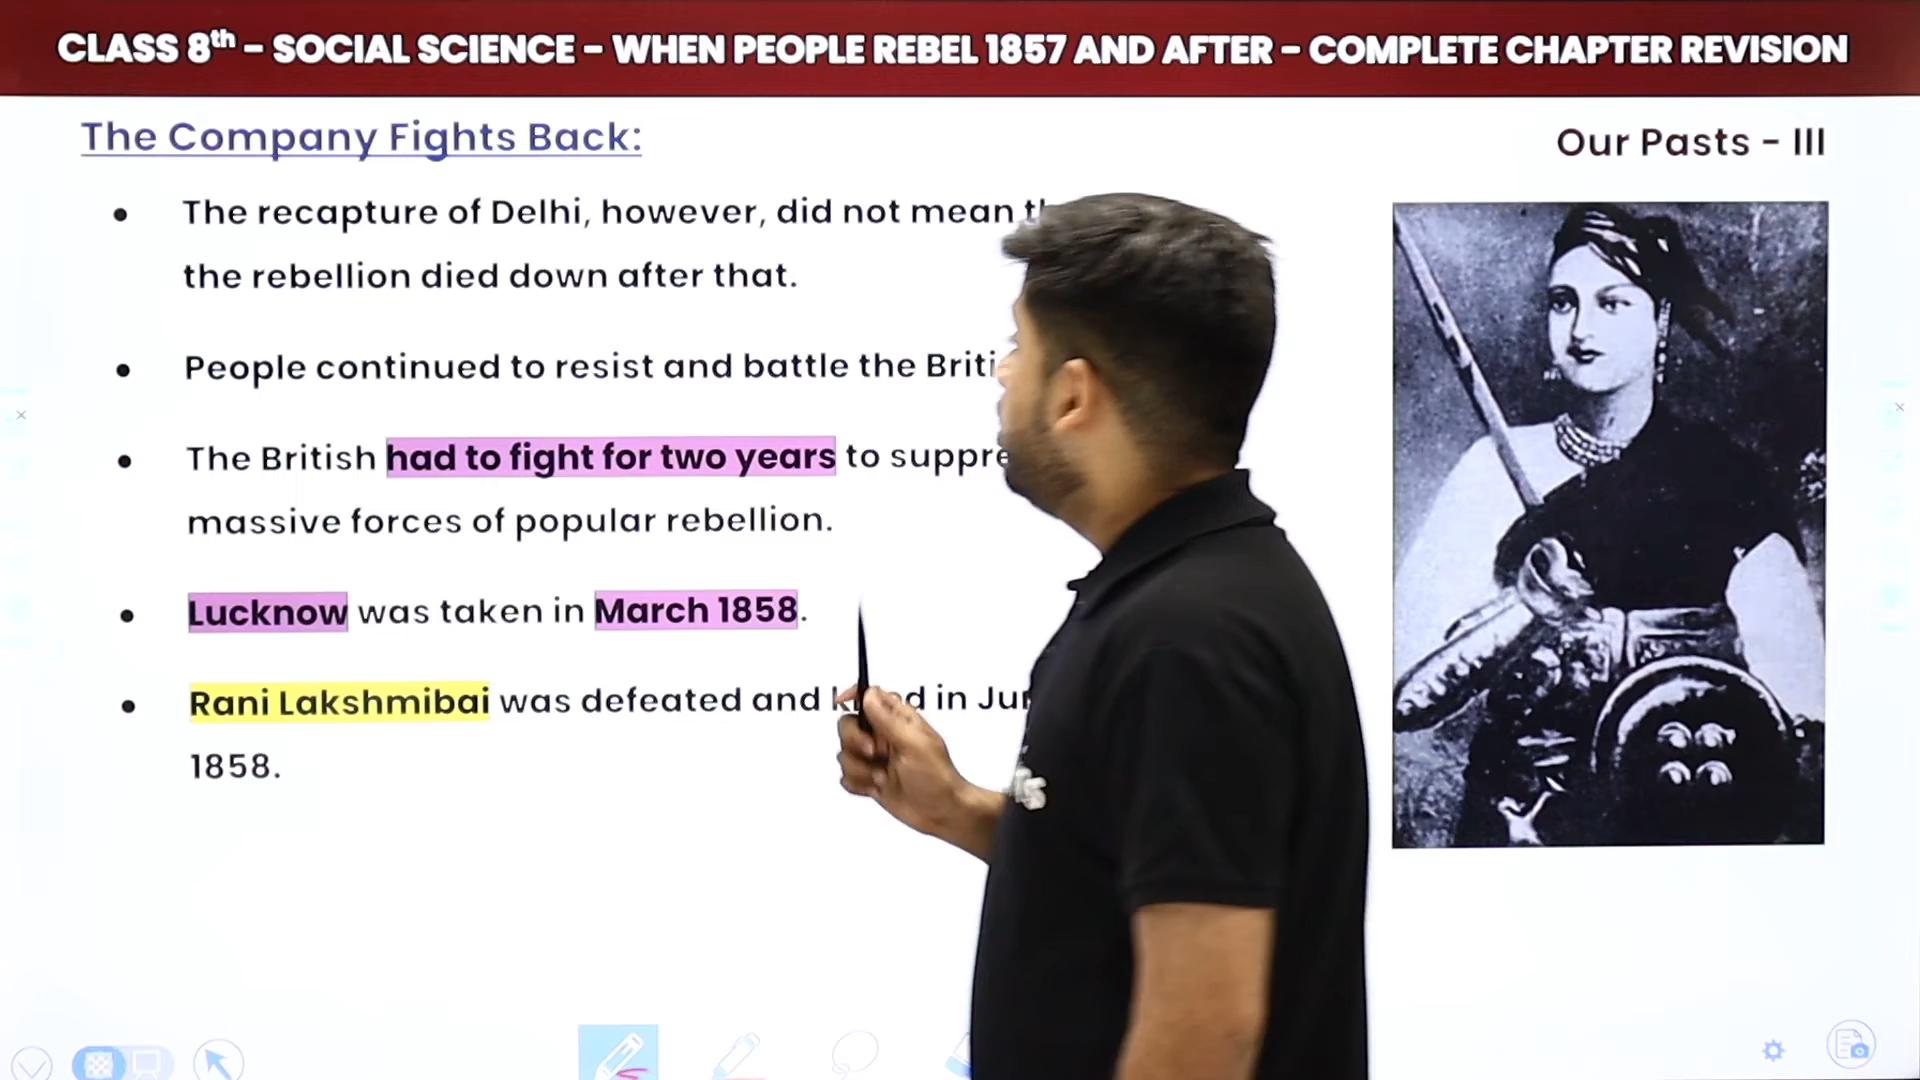 CLASS 8th – SOCIAL SCIENCE – WHEN PEOPLE REBEL 1857 AND AFTER – COMPLETE CHAPTER REVISION
The Company Fights Back:
Our Pasts - III
The recapture of Delhi, however, did not mean
the rebellion died down after that.
People continued to resist and battle the
The British had to fight for two years to
massive forces of popular rebellion.
Lucknow was taken in March 1858.
Rani Lakshmibai was defeated and in
1858.